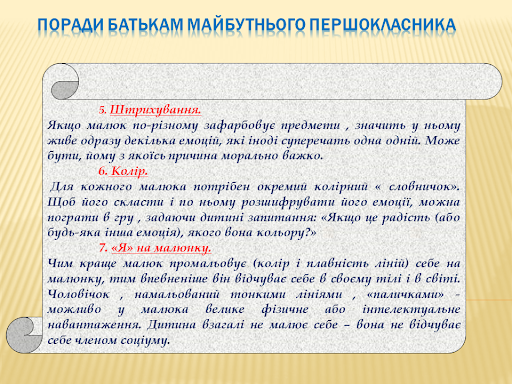 ПОРАДИ БАТЬКАМ МАЙБУТНЬОГО ПЕРШОКЛАСНИКА
5. Штрихування.
Якщо малюк по-різному зафарбовує предмети , значить у ньому
живе одразу декілька емоцій, які іноді суперечать одна одній. Може
бути, йому з якоїсь причина морально важко.
6. Колір.
Для кожного малюка потрібен окремий колірний « словничок».
Щоб його скласти і по ньому розшифрувати його емоції, можна
пограти в гру , задаючи дитині запитання: «Якщо це радість (або
будь-яка інша емоція), якого вона кольору?»
7. «Я» на малюнку.
Чим краще малюк промальовує (колір і плавність ліній) себе на
малюнку, тим впевненіше він відчуває себе в своєму тілі і в світі.
Чоловічок , намальований тонкими лініями , «паличками» -
можливо у малюка велике фізичне або інтелектуальне
навантаження. Дитина взагалі не малює себе – вона не відчуває
себе членом соціуму.